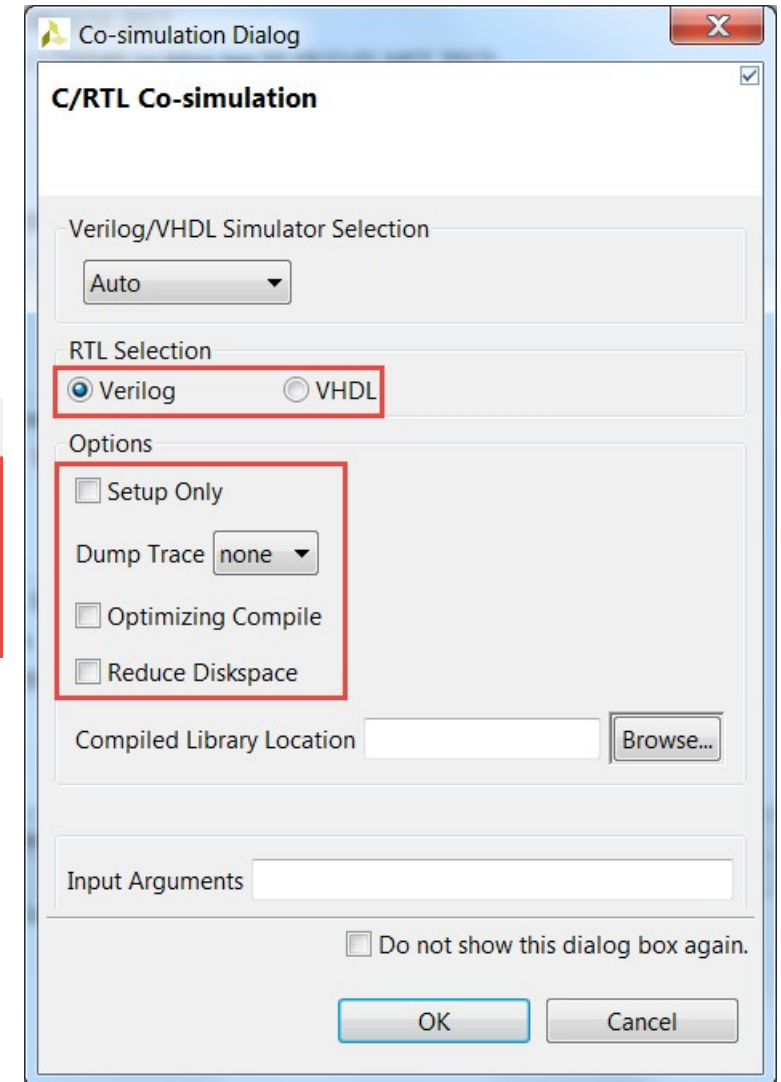 Co-simulation Dialog
C/RTL Co-simulation
Verilog/VHDL Simulator Selection
Auto
RTL Selection
Verilog VHDL
Options
Setup Only
Dump Trace none
Optimizing Compile
Reduce Diskspace
Compiled Library Location Browse...
Input Arguments
Do not show this dialog box again.
OK Cancel